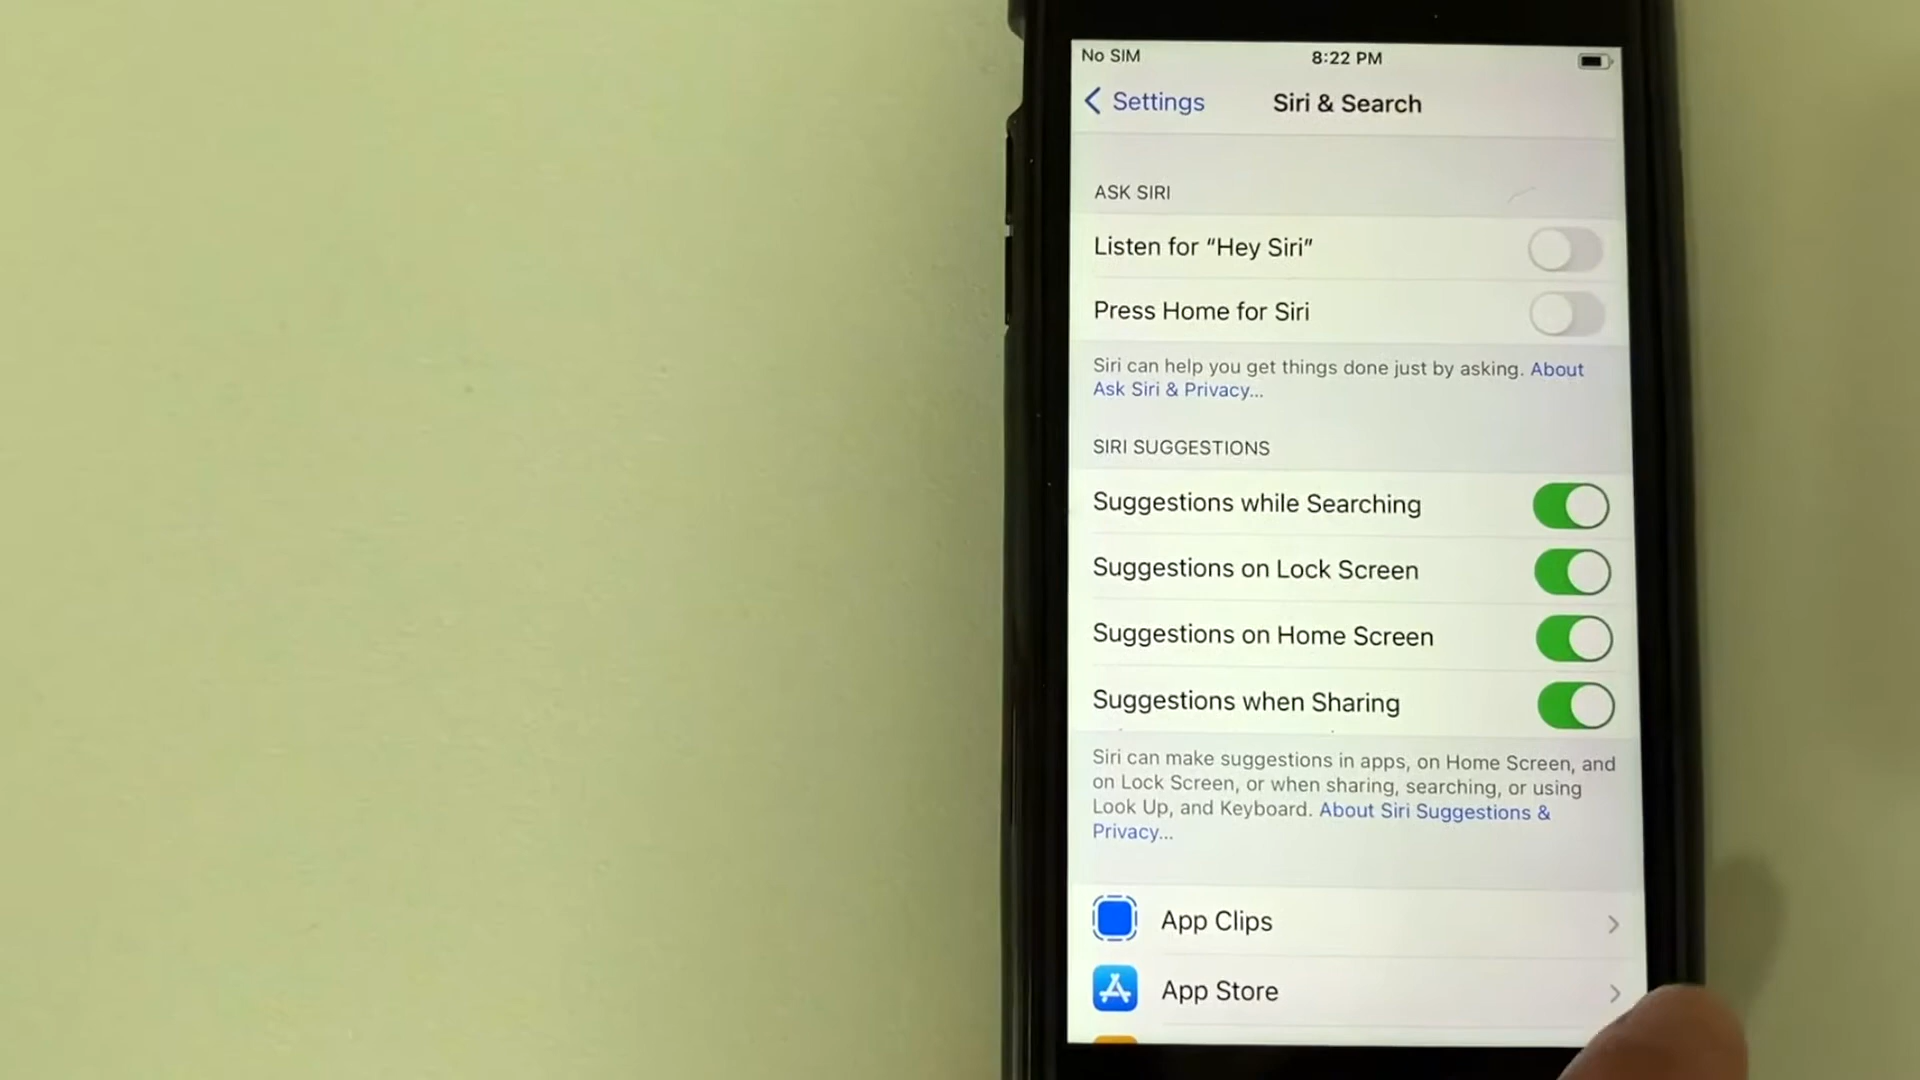 No SIM 8:22 PM
Settings Siri & Search
ASK SIRI
Listen for “Hey Siri”
Press Home for Siri
Siri can help you get things done just by asking. About
Ask Siri & Privacy...
SIRI SUGGESTIONS
Suggestions while Searching
Suggestions on Lock Screen
Suggestions on Home Screen
Suggestions when Sharing
Siri can make suggestions in apps, on Home Screen, and
on Lock Screen, or when sharing, searching, or using
Look Up, and Keyboard. About Siri Suggestions &
Privacy...
App Clips
App Store